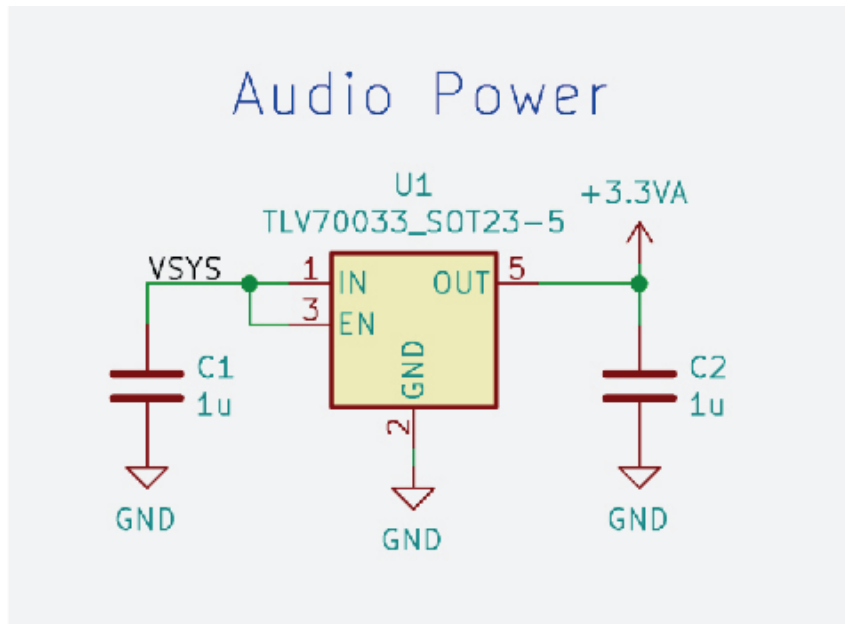 Audio Power
U1
TLV70033_SOT23-5
+3.3VA
VSYS
1
IN
OUT
5
3
EN
GND
2
C1
1u
C2
1u
GND
GND
GND